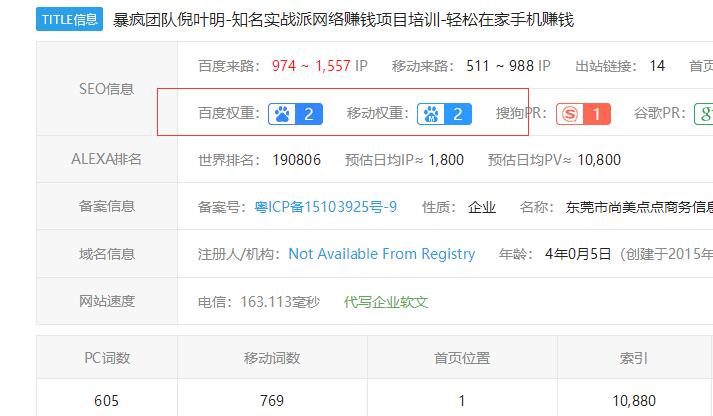 TITLE信息 暴疯团队倪叶明-知名实战派网络赚钱项目培训-轻松在家手机赚钱
SEO信息 百度来路： 974 ~ 1,557 IP 移动来路： 511 ~ 988 IP 出站链接： 14 首页
百度权重： 2 移动权重： 2 搜狗PR： 1 谷歌PR：
ALEXA排名 世界排名： 190806 预估日均IP≈ 1,800 预估日均PV≈ 10,800
备案信息 备案号： 粤ICP备15103925号-9 性质： 企业 名称： 东莞市尚美点点商务信息
域名信息 注册人/机构： Not Available From Registry 年龄： 4年0月5日（创建于2015年
网站速度 电信：163.113毫秒 代写企业软文
PC词数 移动词数 首页位置 索引
605 769 1 10,880